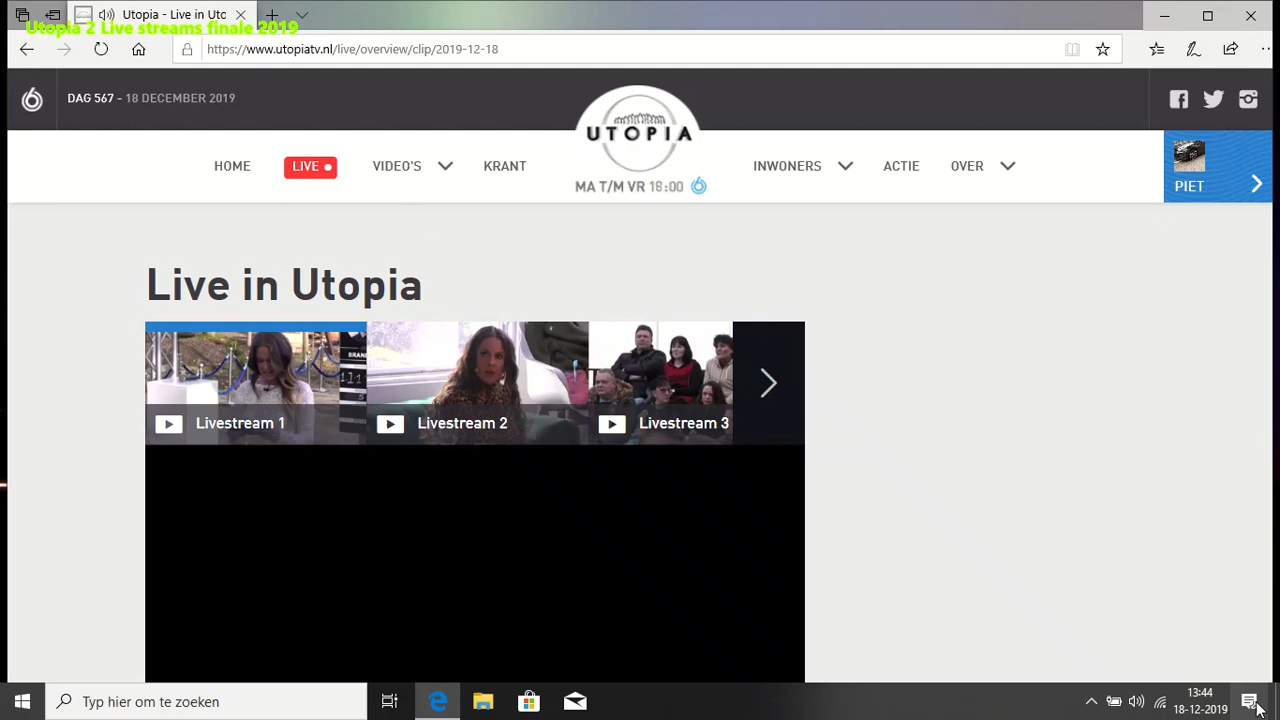 Utopia - Live in Uto
Utopia 2 Live streams finale 2019
https://www.utopiatv.nl/live/overview/clip/2019-12-18
DAG 567 - 18 DECEMBER 2019
HOME
LIVE
VIDEO'S
KRANT
UTOPIA
MA T/M VR 18:00
INWONERS
ACTIE
OVER
PIET
Live in Utopia
Livestream 1
Livestream 2
Livestream 3
Typ hier om te zoeken
13:44
18-12-2019